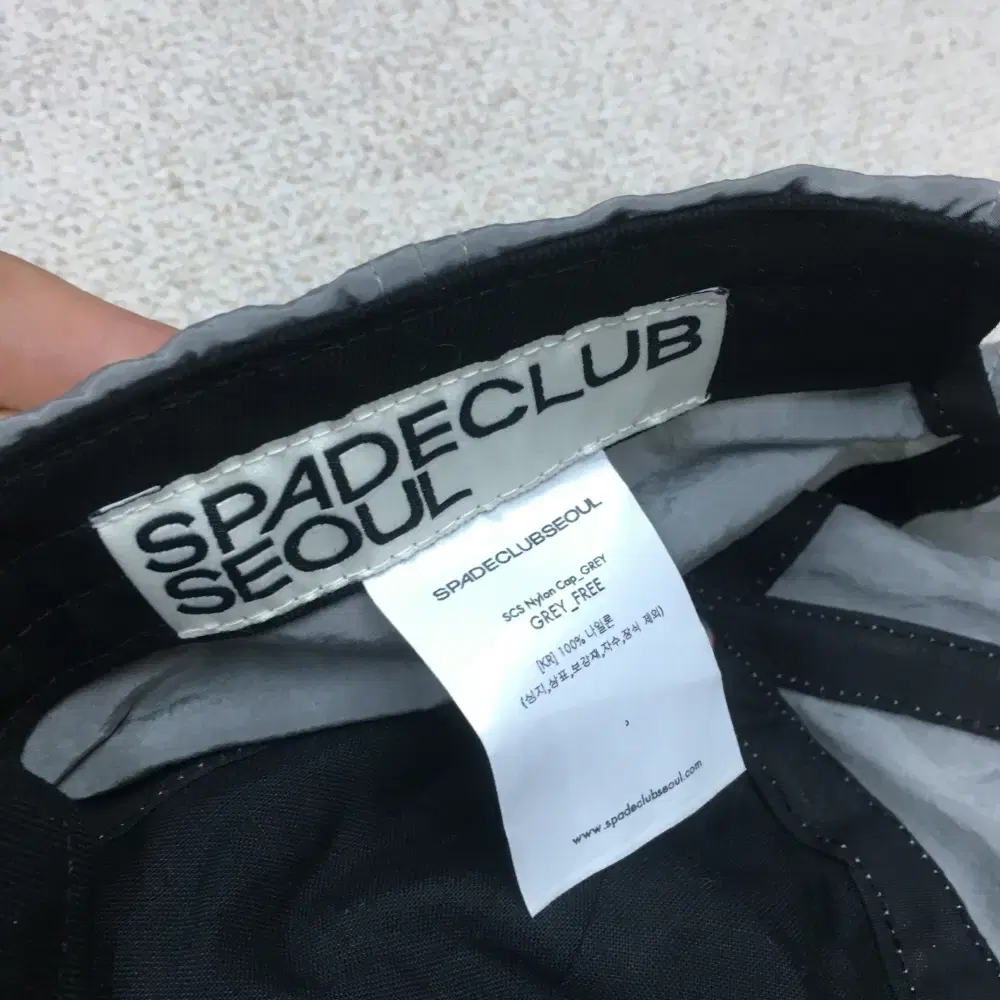 SPADECLUB
SEOUL
SPADECLUBSEOUL
SCS Nylon Cap_GREY
GREY_FREE
[KR] 100% 나일론
(심지,상표,보강재,자수,장식 제외)
www.spadeclubseoul.com